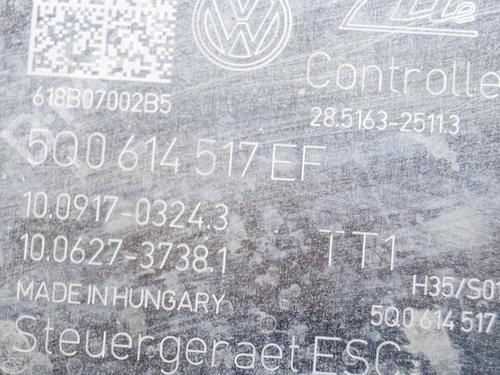 Ate
Controlle
618B07002B5
28.5163-2511.3
5Q0 614 517 EF
10.0917-0324.3
10.0627-3738.1
TT1
MADE IN HUNGARY
H35/S01
5Q0 614 517
Steuergeraet ESC